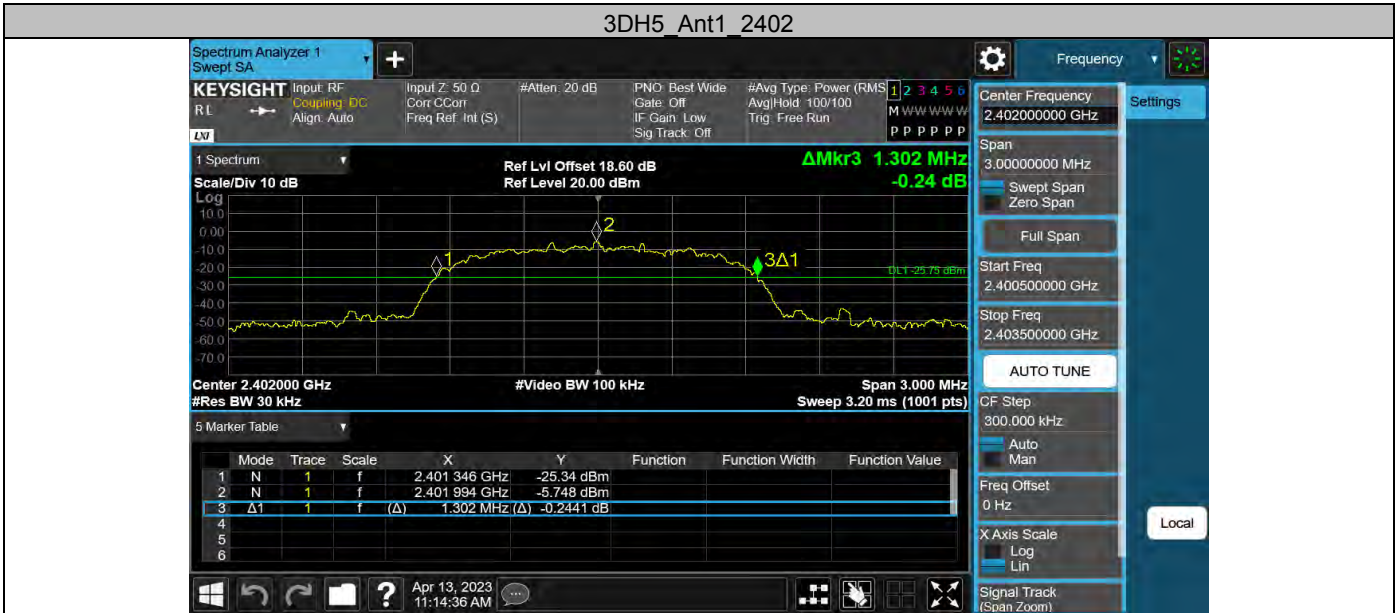 3DH5_Ant1_2402
Spectrum Analyzer 1
Swept SA
+
Frequency
KEYSIGHT
RL
LXI
Input: RF
Coupling: DC
Align: Auto
Input Z: 50 Ω
Corr CCorr
Freq Ref: Int (S)
#Atten: 20 dB
PNO: Best Wide
Gate: Off
IF Gain: Low
Sig Track: Off
#Avg Type: Power (RMS
Avg|Hold: 100/100
Trig: Free Run
1 2 3 4 5 6
M W W W W W
P P P P P P
Center Frequency
2.402000000 GHz
Settings
1 Spectrum
Scale/Div 10 dB
Ref Lvl Offset 18.60 dB
Ref Level 20.00 dBm
ΔMkr3 1.302 MHz
-0.24 dB
Span
3.00000000 MHz
Swept Span
Zero Span
Full Span
Start Freq
2.400500000 GHz
Stop Freq
2.403500000 GHz
AUTO TUNE
CF Step
300.000 kHz
Auto
Man
Freq Offset
0 Hz
X Axis Scale
Log
Lin
Signal Track
(Span Zoom)
Local
Log
10.0
0.00
-10.0
-20.0
-30.0
-40.0
-50.0
-60.0
-70.0
1
2
3Δ1
DL1 -25.75 dBm
Center 2.402000 GHz
#Video BW 100 kHz
Span 3.000 MHz
#Res BW 30 kHz
Sweep 3.20 ms (1001 pts)
5 Marker Table
Mode Trace Scale X Y Function Function Width Function Value
1 N 1 f 2.401 346 GHz -25.34 dBm
2 N 1 f 2.401 994 GHz -5.748 dBm
3 Δ1 1 f (Δ) 1.302 MHz (Δ) -0.2441 dB
4
5
6
?
Apr 13, 2023
11:14:36 AM